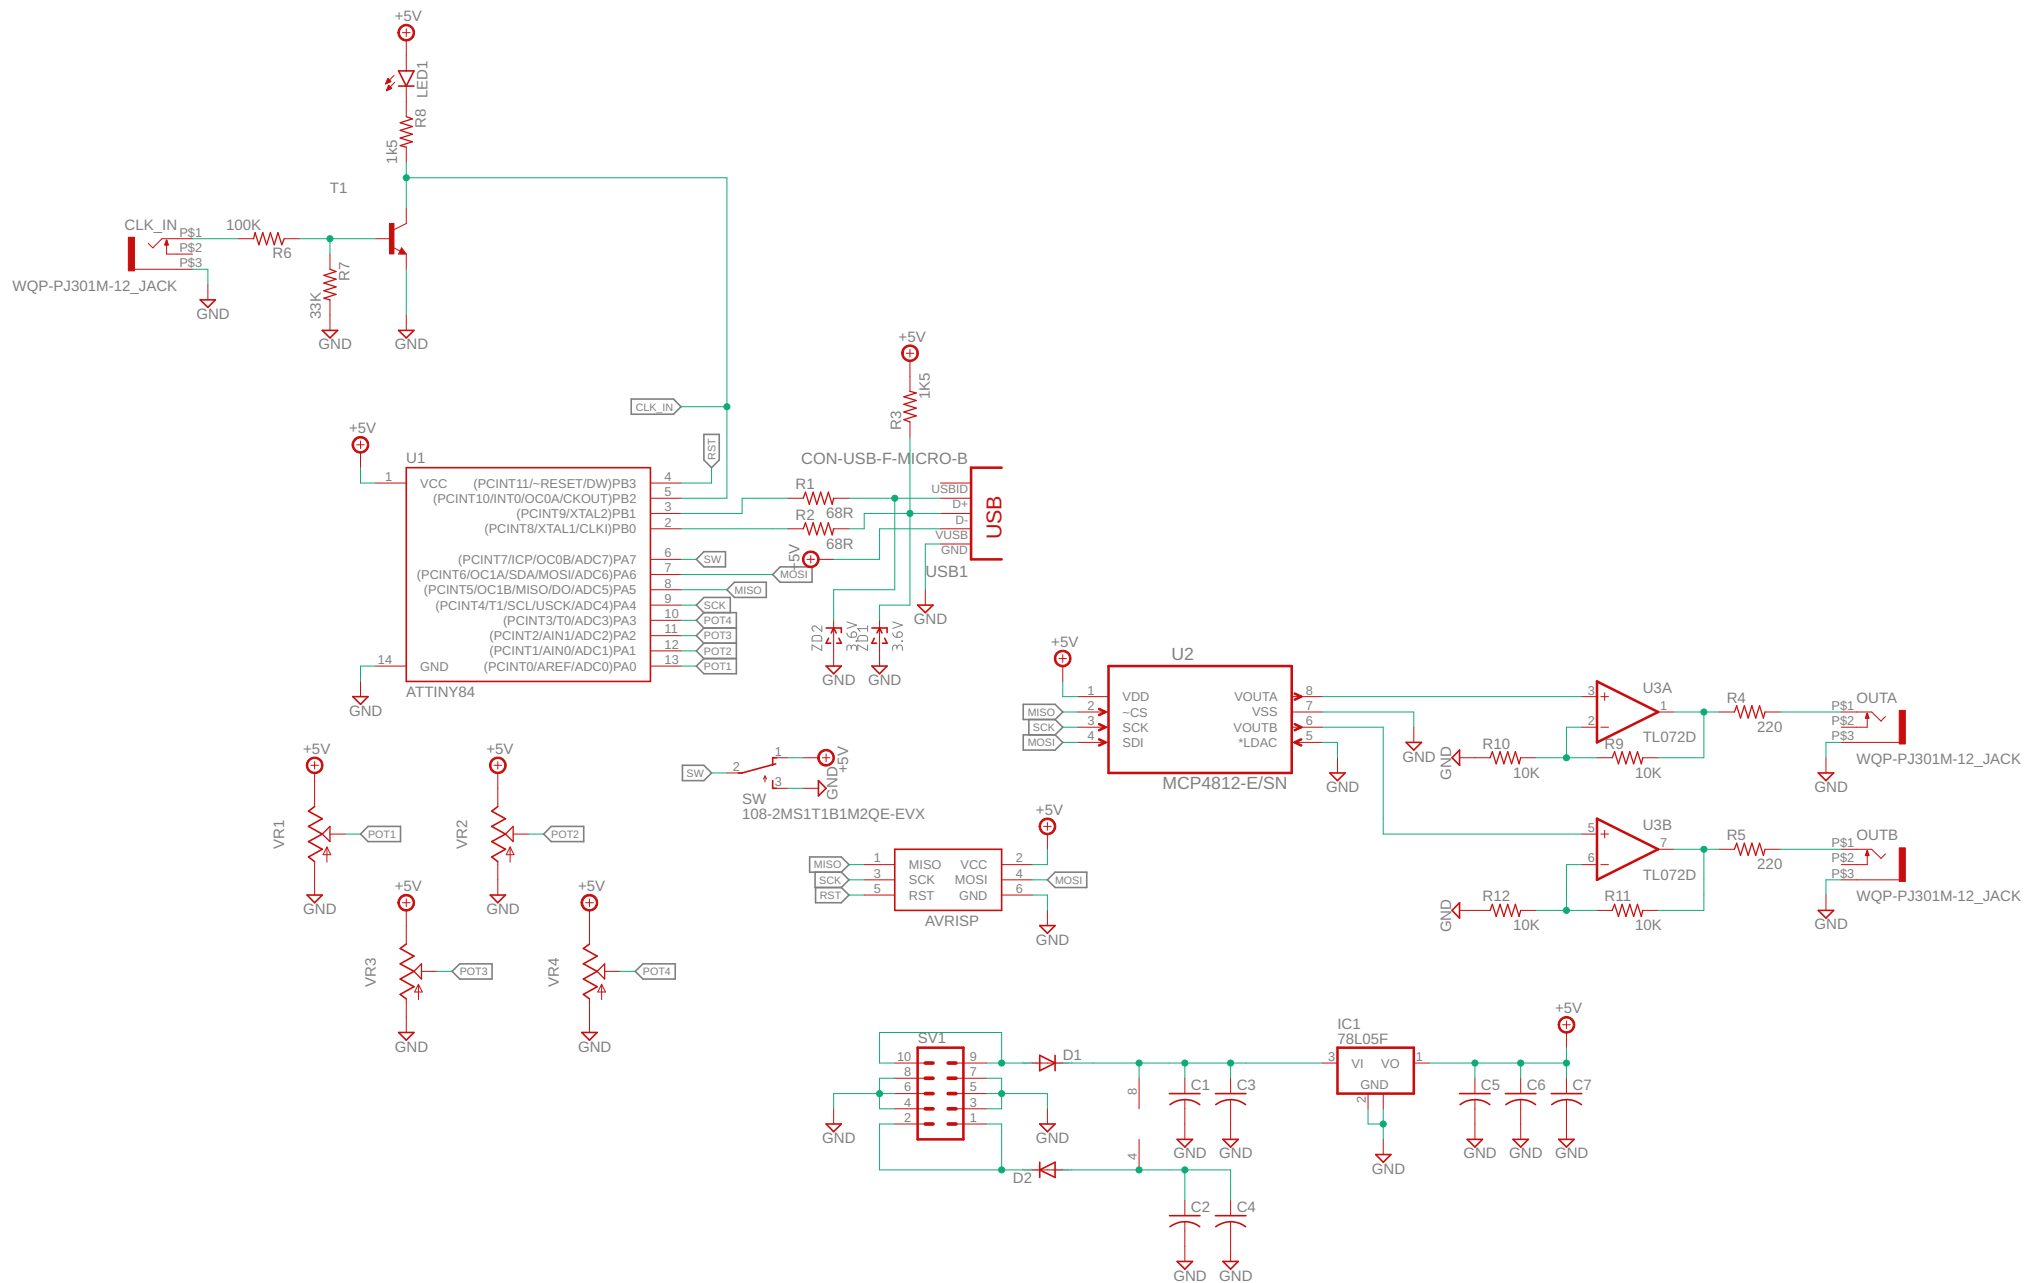 +5V
LED1
R8
1k5
T1
CLK_IN
P$1
P$2
P$3
WQP-PJ301M-12_JACK
GND
100K
R6
R7
33K
GND
GND
+5V
1K5
R3
CLK_IN
RST
+5V
U1
1
VCC
14
GND
GND
ATTINY84
(PCINT11/~RESET/DW)PB3
4
(PCINT10/INT0/OC0A/CKOUT)PB2
5
(PCINT9/XTAL2)PB1
3
(PCINT8/XTAL1/CLKI)PB0
2
(PCINT7/ICP/OC0B/ADC7)PA7
6
SW
(PCINT6/OC1A/SDA/MOSI/ADC6)PA6
7
MOSI
(PCINT5/OC1B/MISO/DO/ADC5)PA5
8
MISO
(PCINT4/T1/SCL/USCK/ADC4)PA4
9
SCK
(PCINT3/T0/ADC3)PA3
10
POT4
(PCINT2/AIN1/ADC2)PA2
11
POT3
(PCINT1/AIN0/ADC1)PA1
12
POT2
(PCINT0/AREF/ADC0)PA0
13
POT1
CON-USB-F-MICRO-B
R1
68R
R2
68R
+5V
USBID
D+
D-
VUSB
GND
USB
USB1
GND
ZD2
3.6V
GND
ZD1
3.6V
GND
+5V
U2
1
VDD
MISO
2
~CS
SCK
3
SCK
MOSI
4
SDI
VOUTA
8
VSS
7
VOUTB
6
*LDAC
5
MCP4812-E/SN
GND
GND
3
2
1
U3A
TL072D
GND
R10
10K
R9
10K
R4
220
OUTA
P$1
P$2
P$3
WQP-PJ301M-12_JACK
GND
5
6
7
U3B
TL072D
GND
R12
10K
R11
10K
R5
220
OUTB
P$1
P$2
P$3
WQP-PJ301M-12_JACK
GND
+5V
VR1
POT1
GND
+5V
VR2
POT2
GND
+5V
VR3
POT3
GND
+5V
VR4
POT4
GND
SW
2
1
3
+5V
GND
SW
108-2MS1T1B1M2QE-EVX
+5V
MISO
1
MISO
VCC
2
SCK
3
SCK
MOSI
4
MOSI
RST
5
RST
GND
6
AVRISP
GND
SV1
10
9
8
7
6
5
4
3
2
1
GND
GND
D1
D2
8
4
C1
GND
C3
GND
C2
GND
C4
GND
IC1
78L05F
3
VI
VO
1
GND
2
GND
+5V
C5
GND
C6
GND
C7
GND